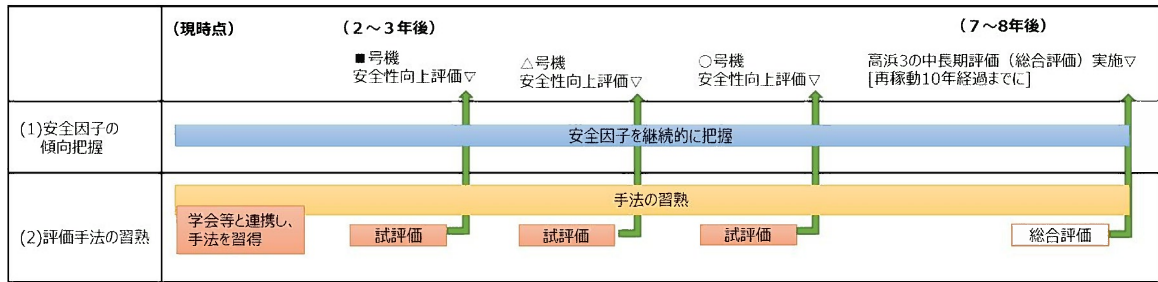 (現時点)
(2～3年後)
(7～8年後)
■号機
安全性向上評価▽
△号機
安全性向上評価▽
○号機
安全性向上評価▽
高浜3の中長期評価（総合評価）実施▽
[再稼動10年経過までに]
(1)安全因子の
傾向把握
安全因子を継続的に把握
(2)評価手法の習熟
手法の習熟
学会等と連携し、
手法を習得
試評価
試評価
試評価
総合評価